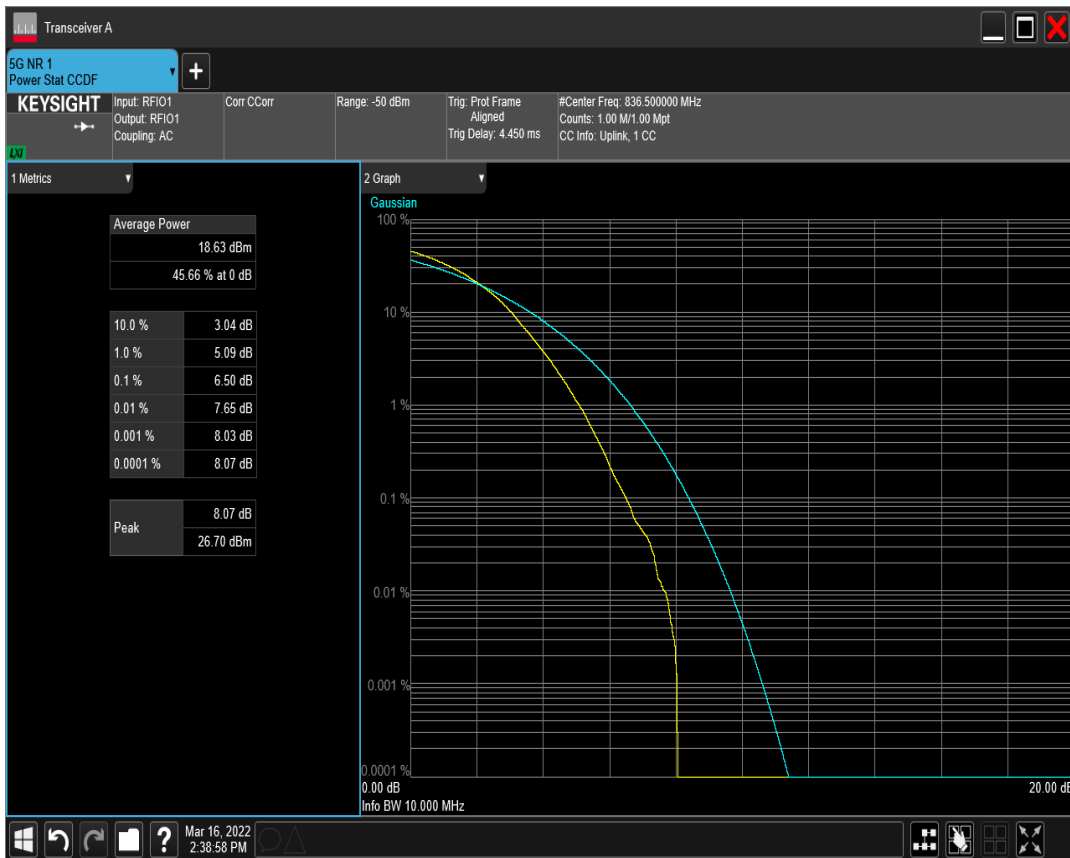 Transceiver A
5G NR 1
Power Stat CCDF
KEYSIGHT
LXI
Input: RFIO1
Output: RFIO1
Coupling: AC
Corr CCorr
Range: -50 dBm
Trig: Prot Frame
Aligned
Trig Delay: 4.450 ms
#Center Freq: 836.500000 MHz
Counts: 1.00 M/1.00 Mpt
CC Info: Uplink, 1 CC
1 Metrics
Average Power
18.63 dBm
45.66 % at 0 dB
10.0 % 3.04 dB
1.0 % 5.09 dB
0.1 % 6.50 dB
0.01 % 7.65 dB
0.001 % 8.03 dB
0.0001 % 8.07 dB
Peak
8.07 dB
26.70 dBm
2 Graph
Gaussian
100 %
10 %
1 %
0.1 %
0.01 %
0.001 %
0.0001 %
0.00 dB 20.00 dB
Info BW 10.000 MHz
Mar 16, 2022
2:38:58 PM